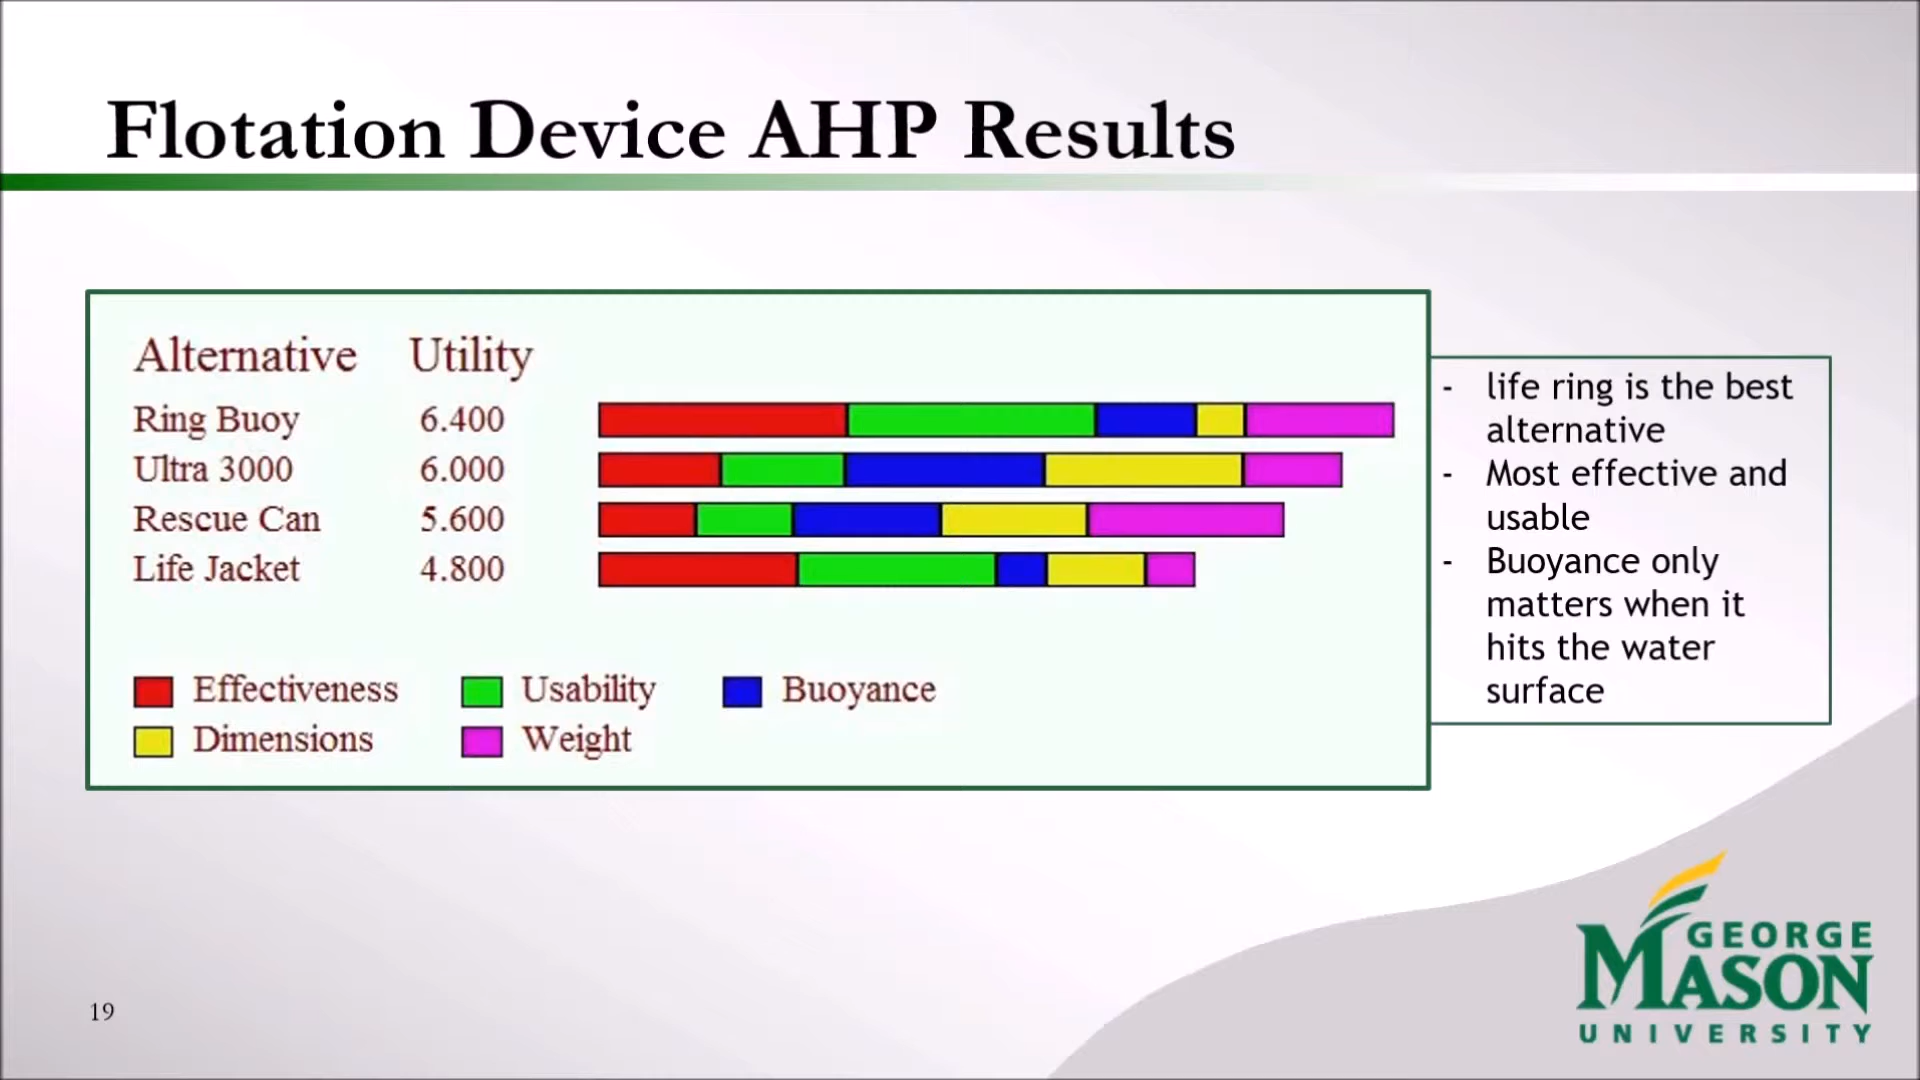 Flotation Device AHP Results
Alternative Utility
Ring Buoy 6.400
Ultra 3000 6.000
Rescue Can 5.600
Life Jacket 4.800
Effectiveness Usability Buoyance
Dimensions Weight
- life ring is the best
alternative
- Most effective and
usable
- Buoyance only
matters when it
hits the water
surface
19
GEORGE
MASON
UNIVERSITY